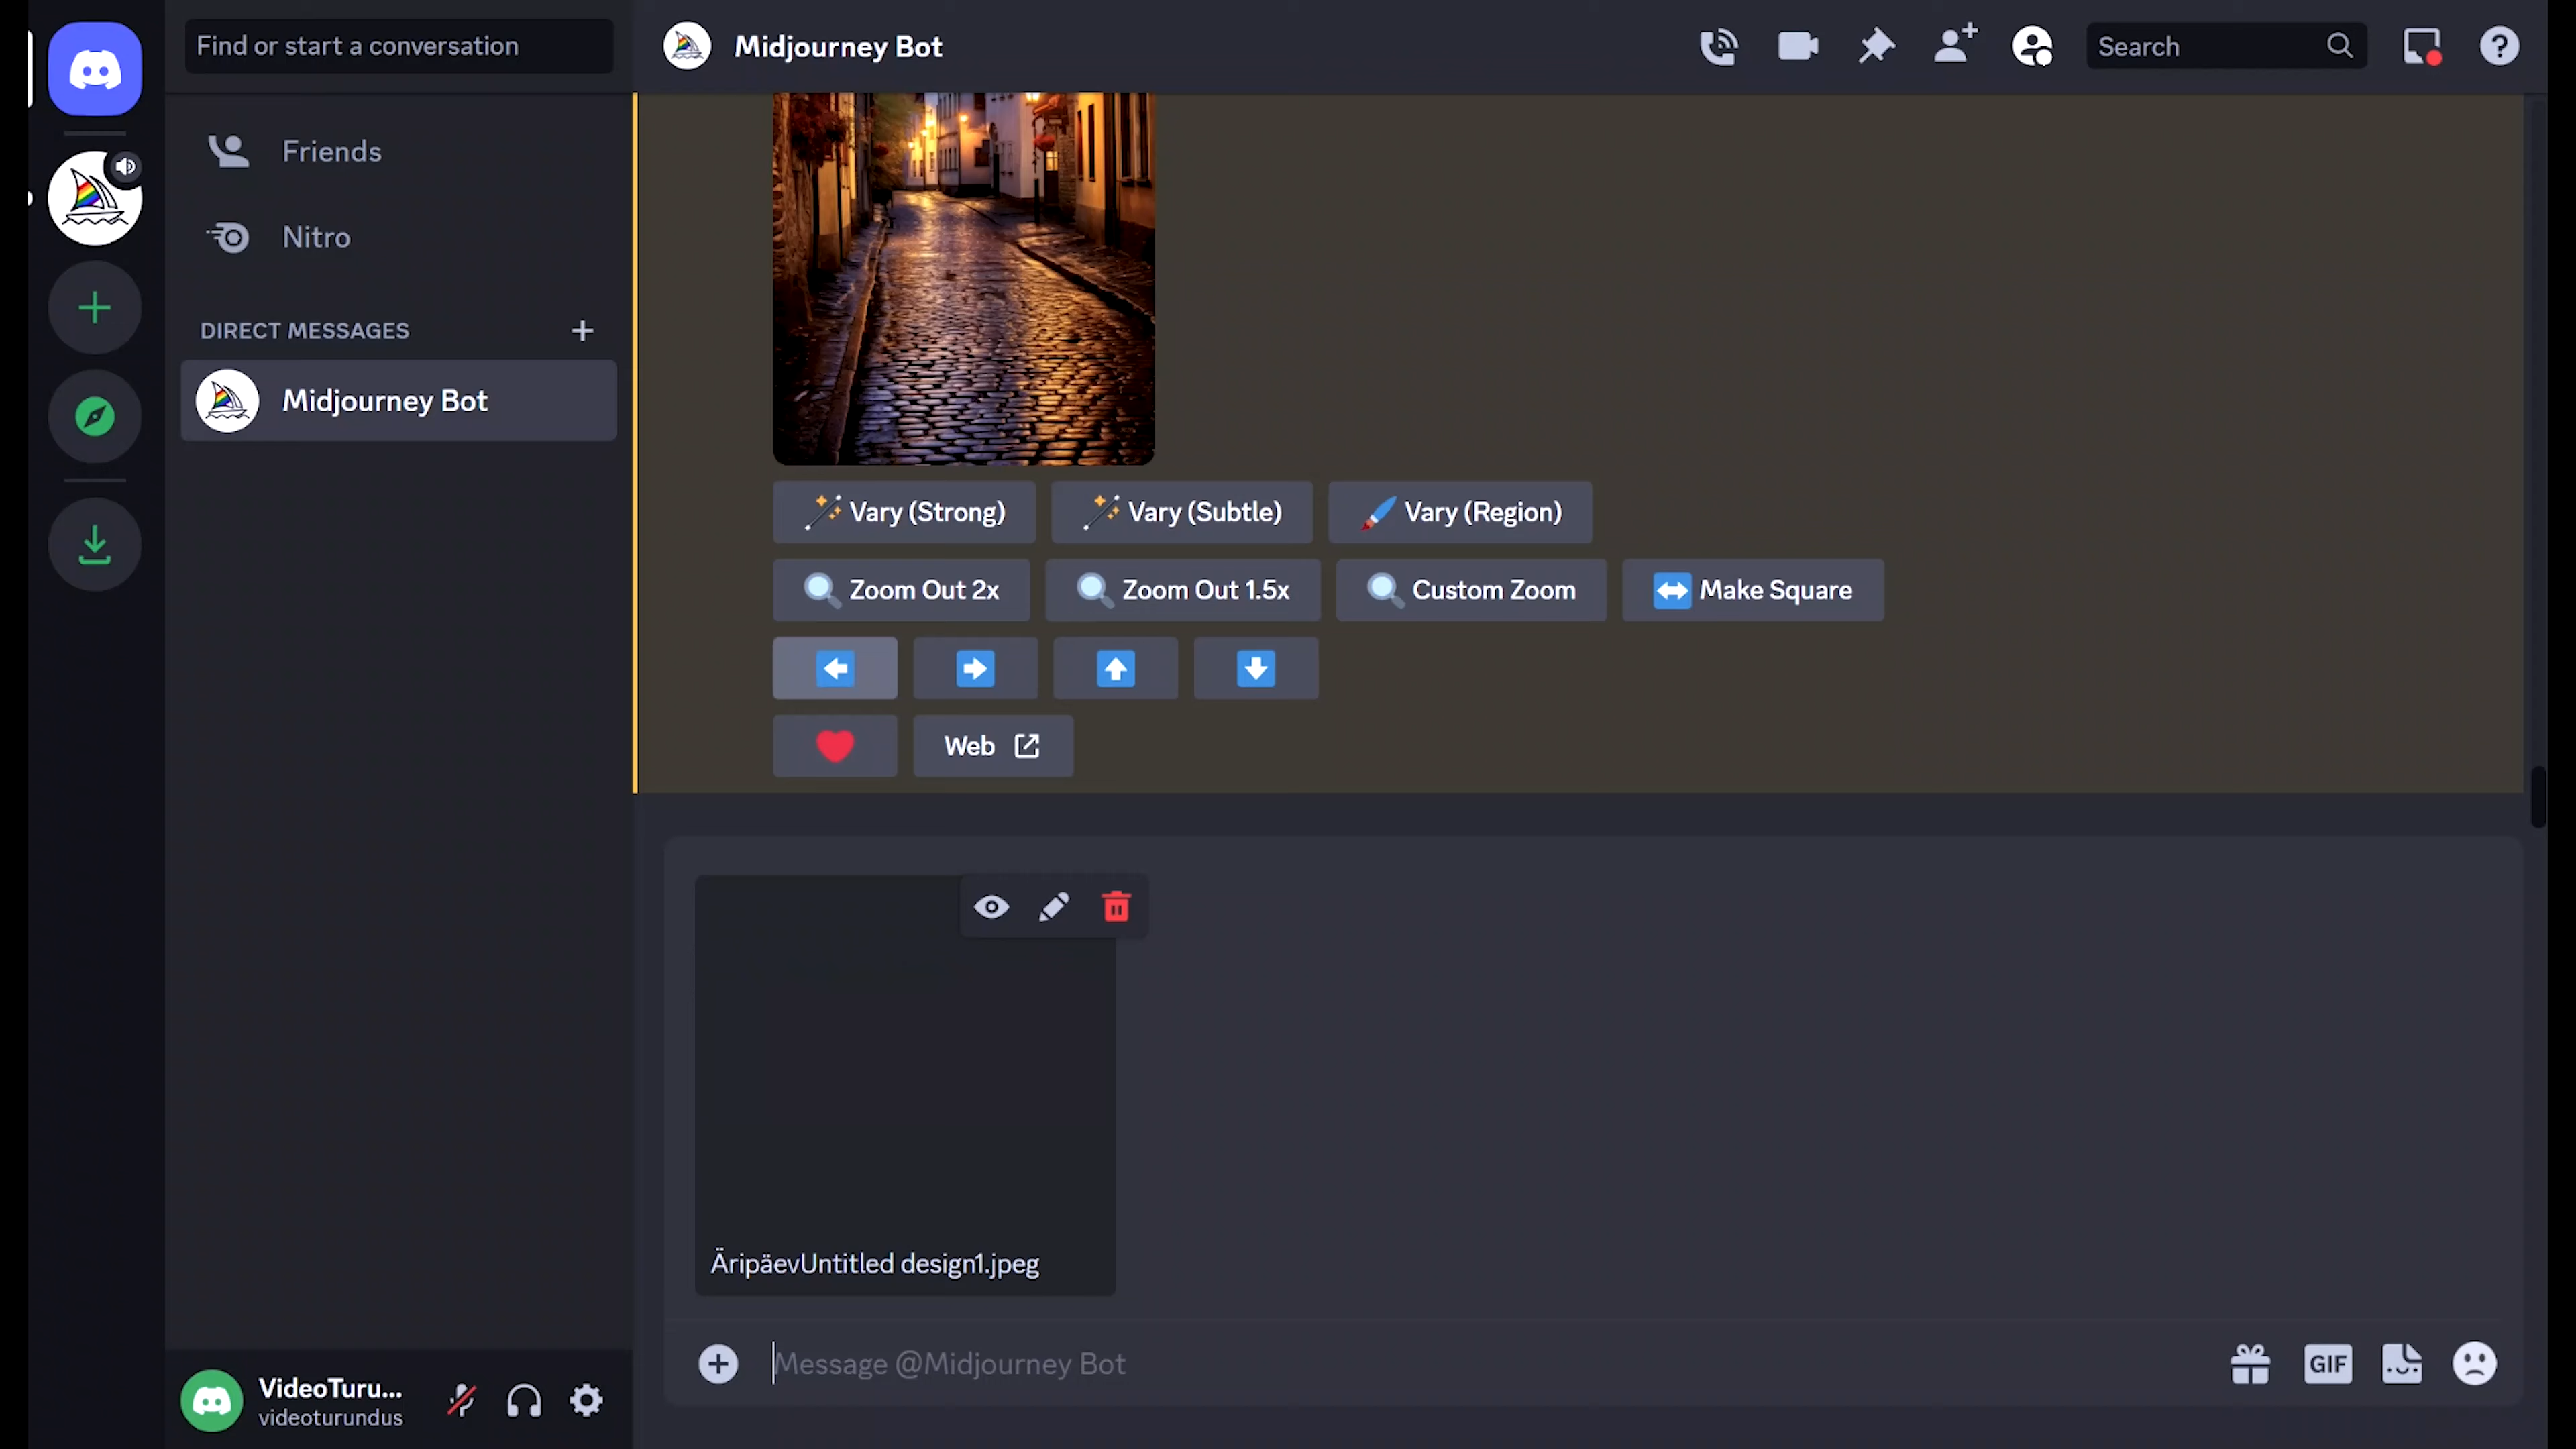 Find or start a conversation
Midjourney Bot
Search
Friends
Nitro
DIRECT MESSAGES
Midjourney Bot
Vary (Strong)
Vary (Subtle)
Vary (Region)
Zoom Out 2x
Zoom Out 1.5x
Custom Zoom
Make Square
Web
ÄripäevUntitled design1.jpeg
Message @Midjourney Bot
GIF
VideoTuru...
videoturundus